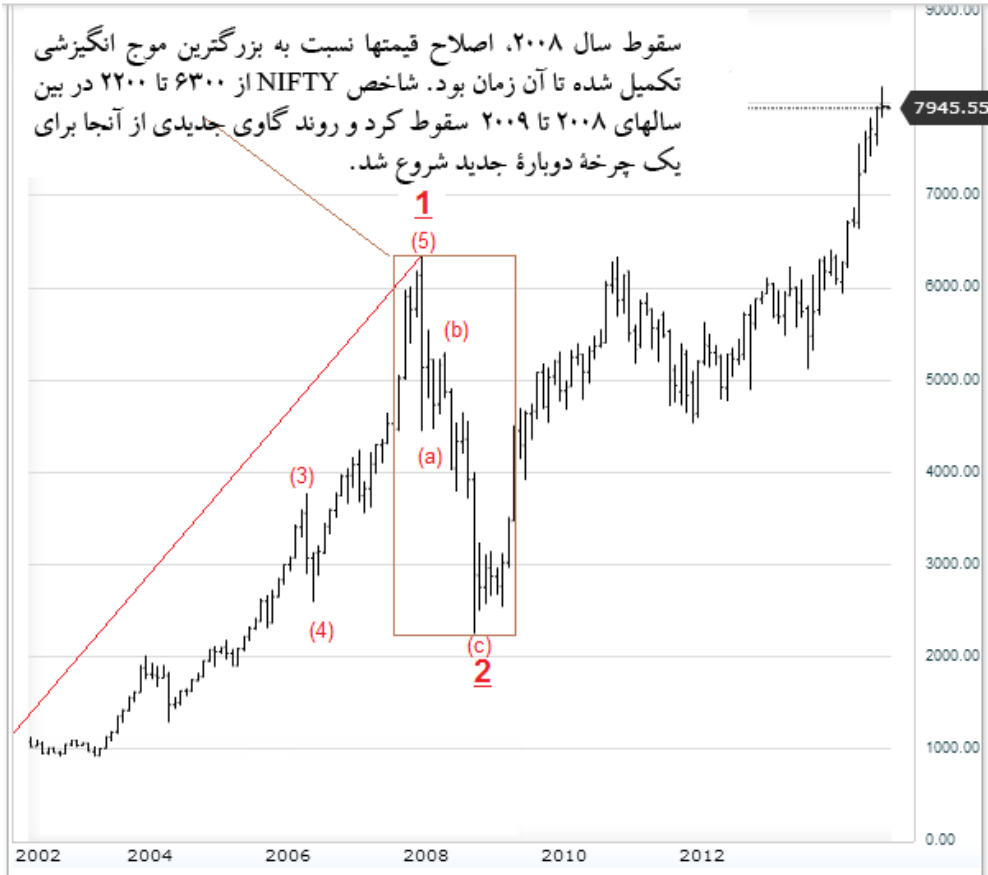 9000.00
سقوط سال ۲۰۰۸، اصلاح قیمتها نسبت به بزرگترین موج انگیزشی
تکمیل شده تا آن زمان بود. شاخص NIFTY از ۶۳۰۰ تا ۲۲۰۰ در بین
سالهای ۲۰۰۸ تا ۲۰۰۹ سقوط کرد و روند گاوی جدیدی از آنجا برای
یک چرخۀ دوبارۀ جدید شروع شد.
7945.55
7000.00
1
(5)
6000.00
(b)
5000.00
(a)
(3)
4000.00
3000.00
(4)
(c)
2
2000.00
1000.00
0.00
2002 2004 2006 2008 2010 2012